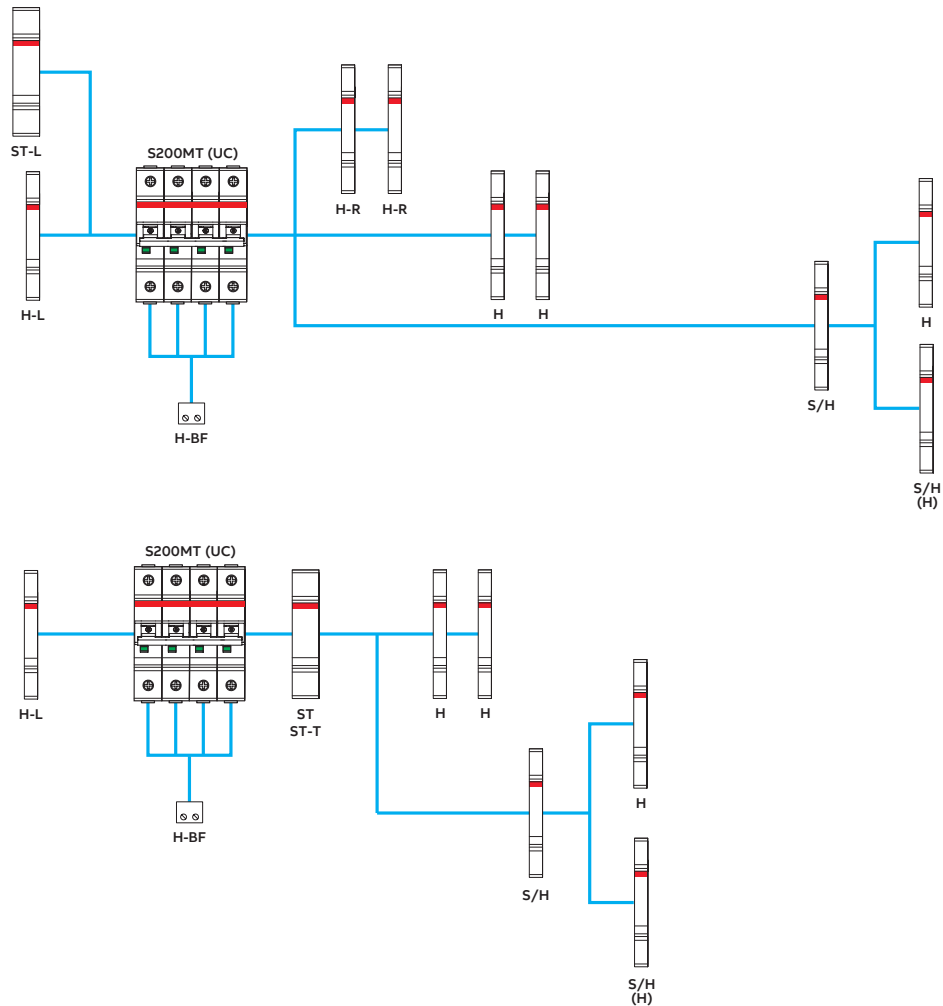 ST-L
S200MT (UC)
H-R
H-R
H-L
H
H
H
S/H
H-BF
S/H
(H)
S200MT (UC)
H-L
ST
ST-T
H
H
H-BF
H
S/H
S/H
(H)